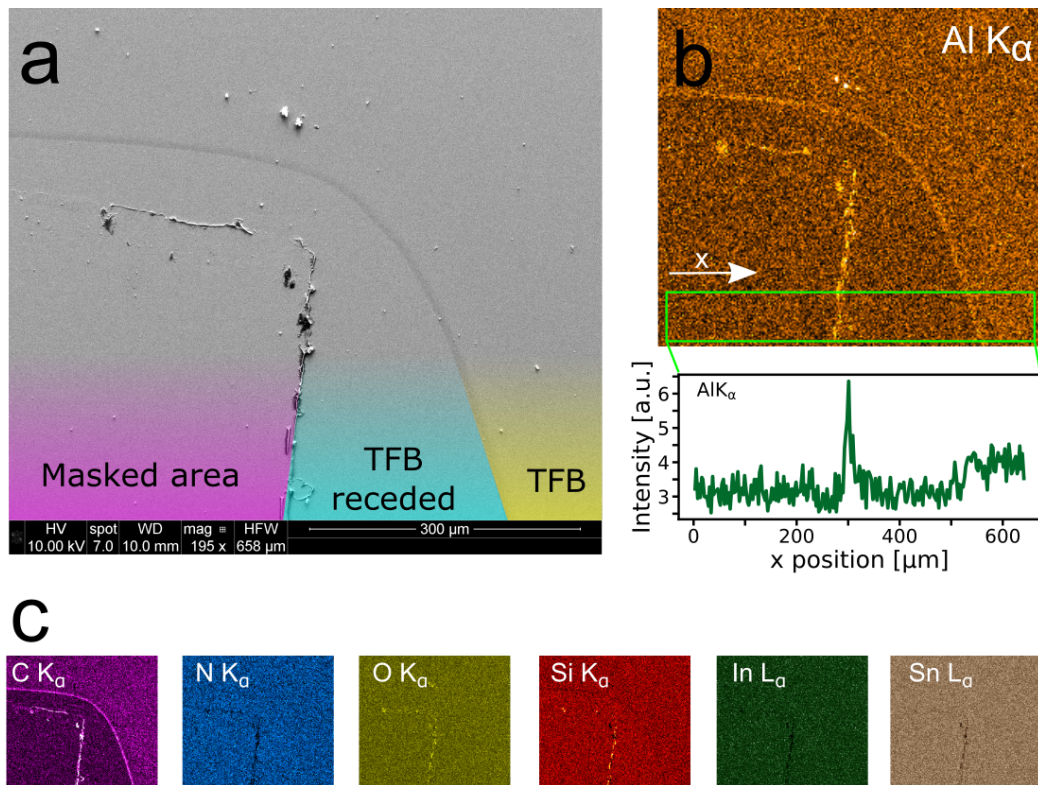 a
Masked area
TFB
receded
TFB
HV spot WD mag HFW
10.00 kV 7.0 10.0 mm 195 x 658 µm
300 µm
b
Al Kα
x
AlKα
Intensity [a.u.]
6
5
4
3
0 200 400 600
x position [µm]
c
C Kα
N Kα
O Kα
Si Kα
In Lα
Sn Lα